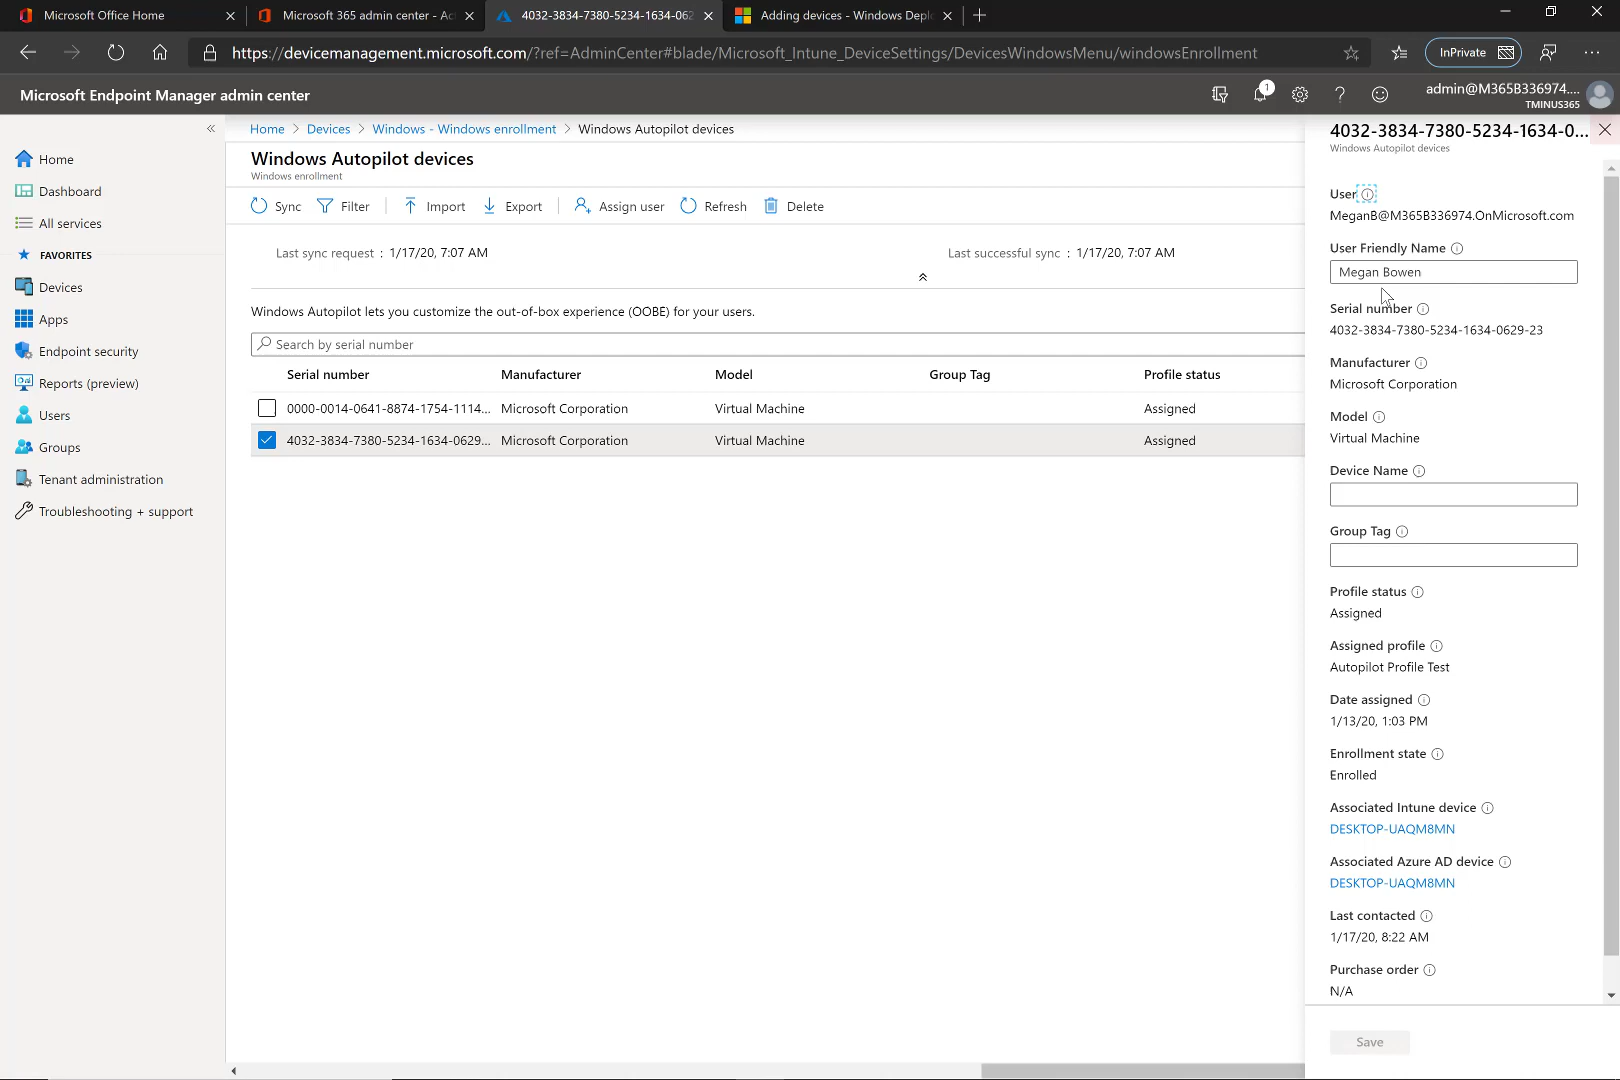 Microsoft Office Home
Microsoft 365 admin center - Ac
4032-3834-7380-5234-1634-062
Adding devices - Windows Depl
https://devicemanagement.microsoft.com/?ref=AdminCenter#blade/Microsoft_Intune_DeviceSettings/DevicesWindowsMenu/windowsEnrollment
InPrivate
Microsoft Endpoint Manager admin center
1
admin@M365B336974....
TMINUS365
Home
Dashboard
All services
FAVORITES
Devices
Apps
Endpoint security
Reports (preview)
Users
Groups
Tenant administration
Troubleshooting + support
Home > Devices > Windows - Windows enrollment > Windows Autopilot devices
Windows Autopilot devices
Windows enrollment
Sync Filter Import Export Assign user Refresh Delete
Last sync request : 1/17/20, 7:07 AM
Last successful sync : 1/17/20, 7:07 AM
Windows Autopilot lets you customize the out-of-box experience (OOBE) for your users.
Search by serial number
Serial number Manufacturer Model Group Tag Profile status
0000-0014-0641-8874-1754-1114... Microsoft Corporation Virtual Machine Assigned
4032-3834-7380-5234-1634-0629... Microsoft Corporation Virtual Machine Assigned
4032-3834-7380-5234-1634-0...
Windows Autopilot devices
User
MeganB@M365B336974.OnMicrosoft.com
User Friendly Name
Megan Bowen
Serial number
4032-3834-7380-5234-1634-0629-23
Manufacturer
Microsoft Corporation
Model
Virtual Machine
Device Name
Group Tag
Profile status
Assigned
Assigned profile
Autopilot Profile Test
Date assigned
1/13/20, 1:03 PM
Enrollment state
Enrolled
Associated Intune device
DESKTOP-UAQM8MN
Associated Azure AD device
DESKTOP-UAQM8MN
Last contacted
1/17/20, 8:22 AM
Purchase order
N/A
Save